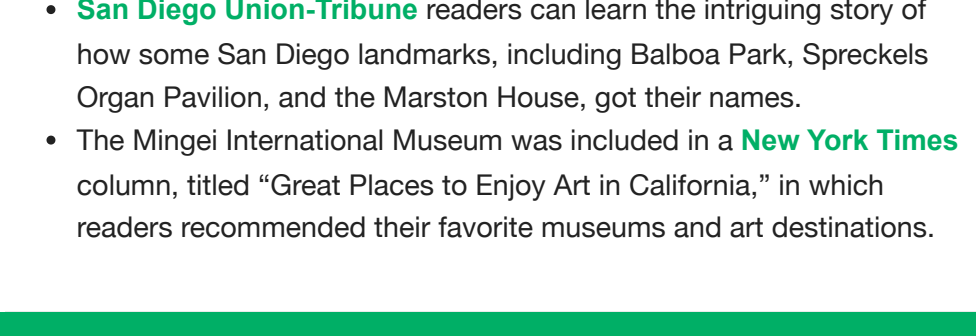 • San Diego Union-Tribune readers can learn the intriguing story of
how some San Diego landmarks, including Balboa Park, Spreckels
Organ Pavilion, and the Marston House, got their names.
• The Mingei International Museum was included in a New York Times
column, titled “Great Places to Enjoy Art in California,” in which
readers recommended their favorite museums and art destinations.